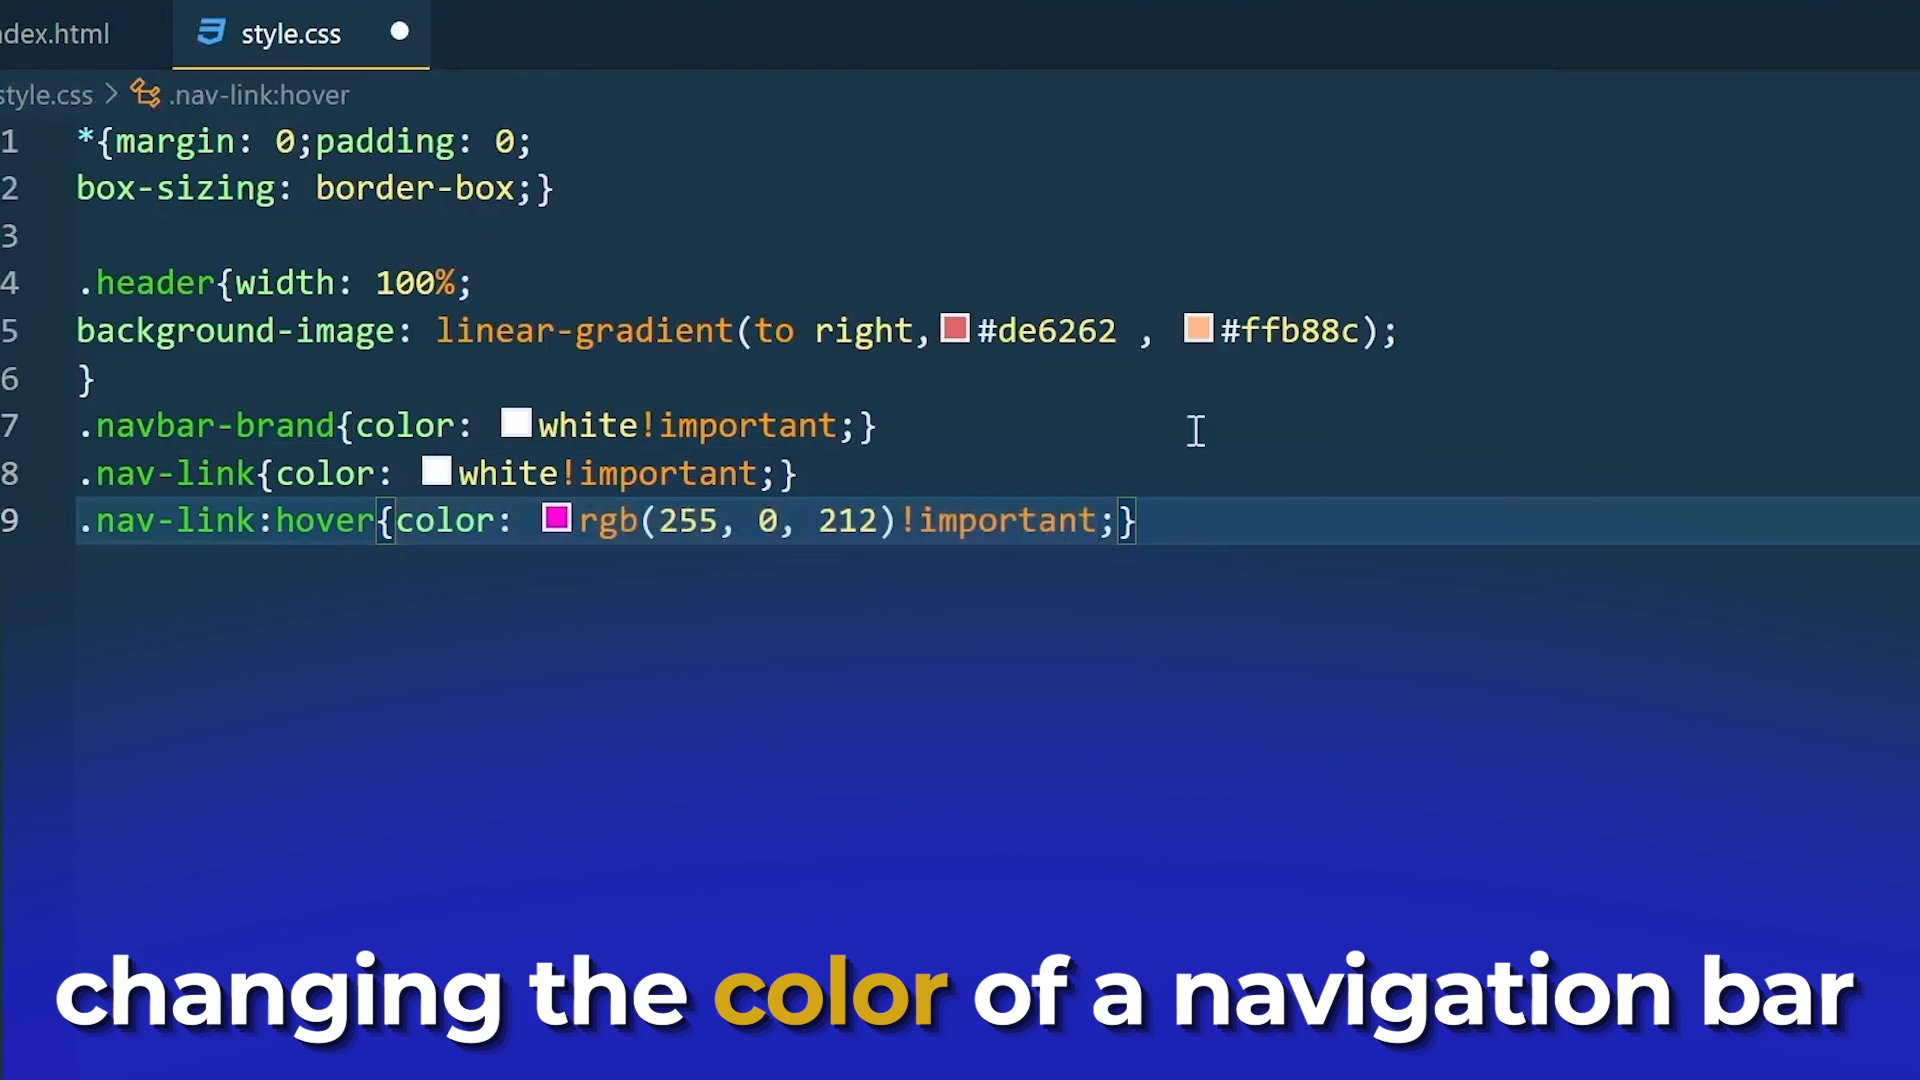 dex.html style.css
style.css > .nav-link:hover
1 *{margin: 0;padding: 0;
2 box-sizing: border-box;}
3
4 .header{width: 100%;
5 background-image: linear-gradient(to right, #de6262 , #ffb88c);
6 }
7 .navbar-brand{color: white!important;}
8 .nav-link{color: white!important;}
9 .nav-link:hover{color: rgb(255, 0, 212)!important;}
changing the color of a navigation bar